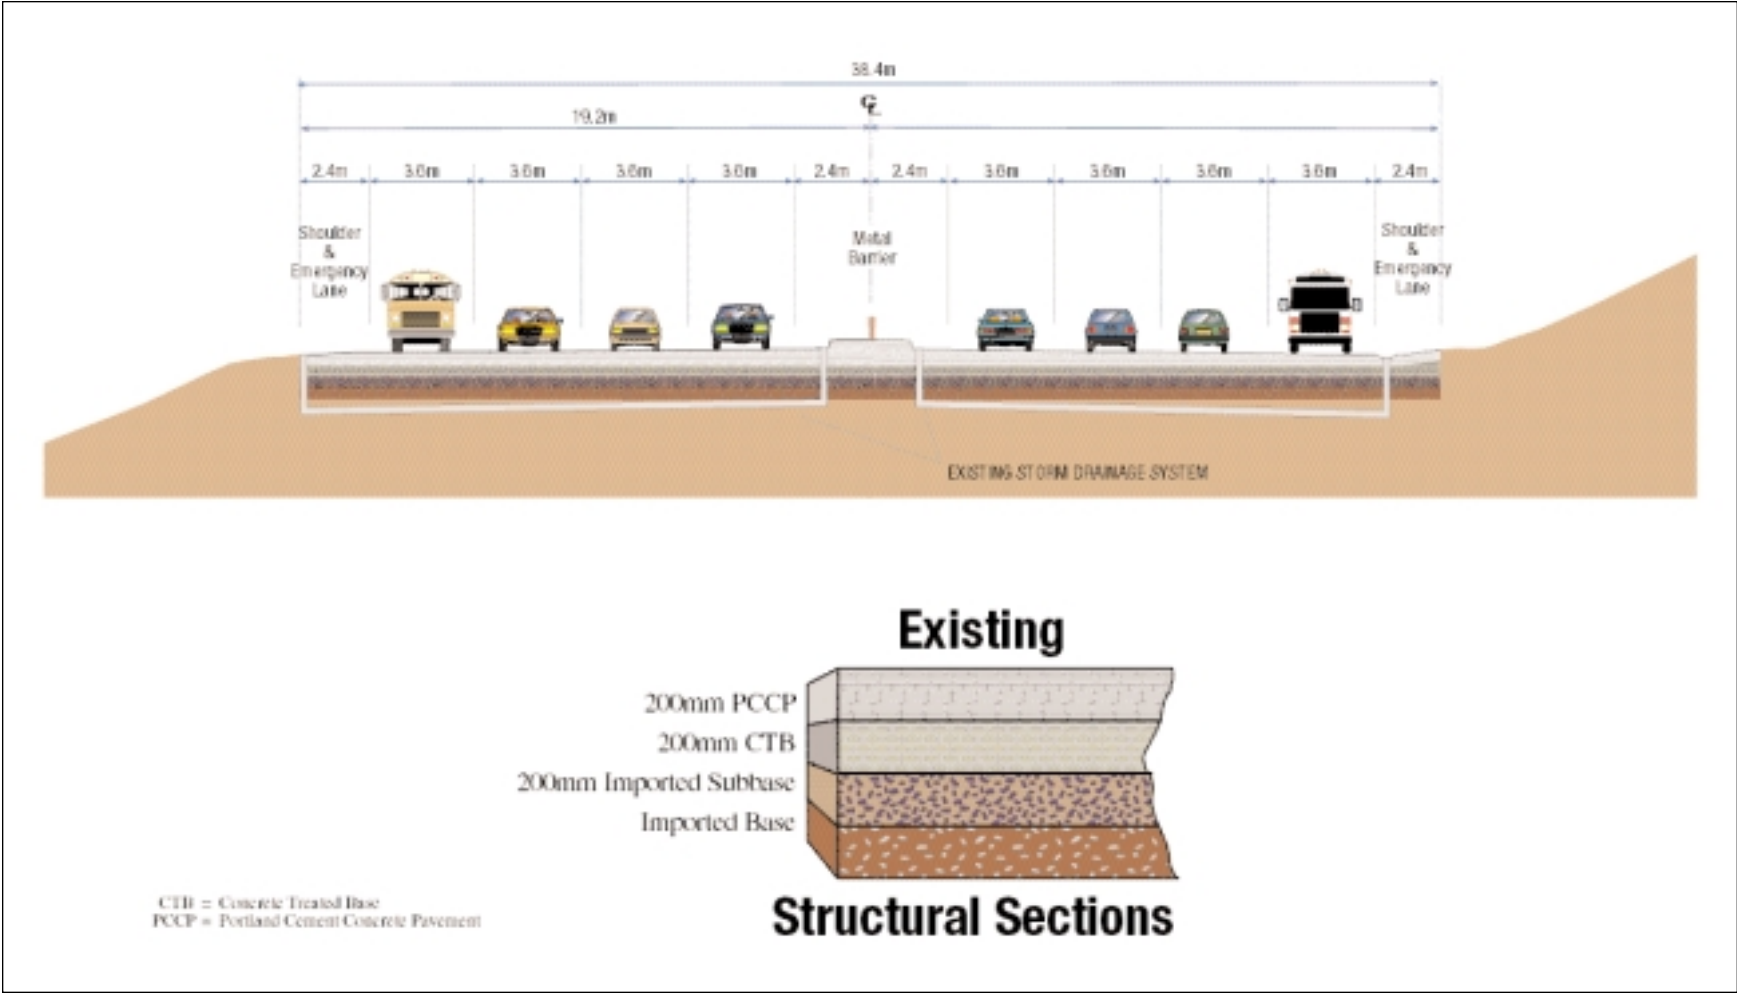 38.4m
℄
19.2m
2.4m 3.6m 3.6m 3.6m 3.6m 2.4m 2.4m 3.6m 3.6m 3.6m 3.6m 2.4m
Shoulder
&
Emergency
Lane
Metal
Barrier
Shoulder
&
Emergency
Lane
EXISTING STORM DRAINAGE SYSTEM
Existing
200mm PCCP
200mm CTB
200mm Imported Subbase
Imported Base
Structural Sections
CTB = Concrete Treated Base
PCCP = Portland Cement Concrete Pavement